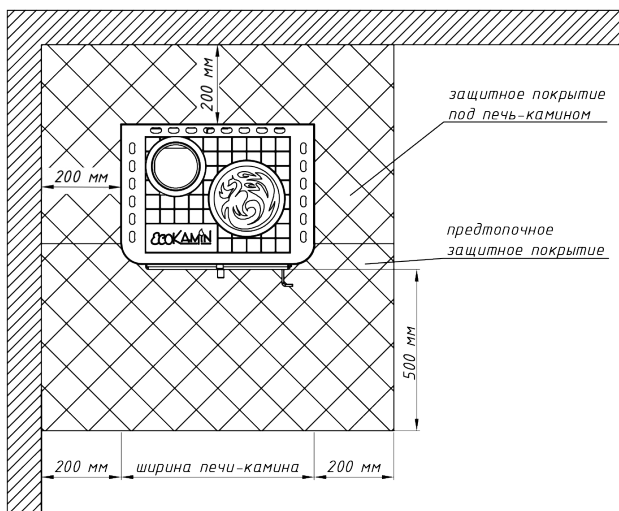 200 мм
защитное покрытие
под печь-камином
200 мм
ЭкоКАМIN
предтопочное
защитное покрытие
500 мм
200 мм
ширина печи-камина
200 мм